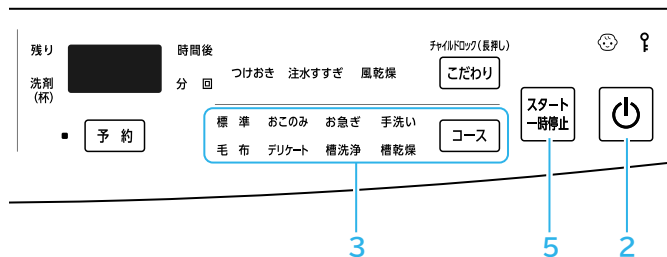 残り
時間後
洗剤
(杯)
分 回
つけおき 注水すすぎ 風乾燥
チャイルドロック(長押し)
こだわり
予約
標準 おこのみ お急ぎ 手洗い
毛布 デリケート 槽洗浄 槽乾燥
コース
スタート
一時停止
3
5
2